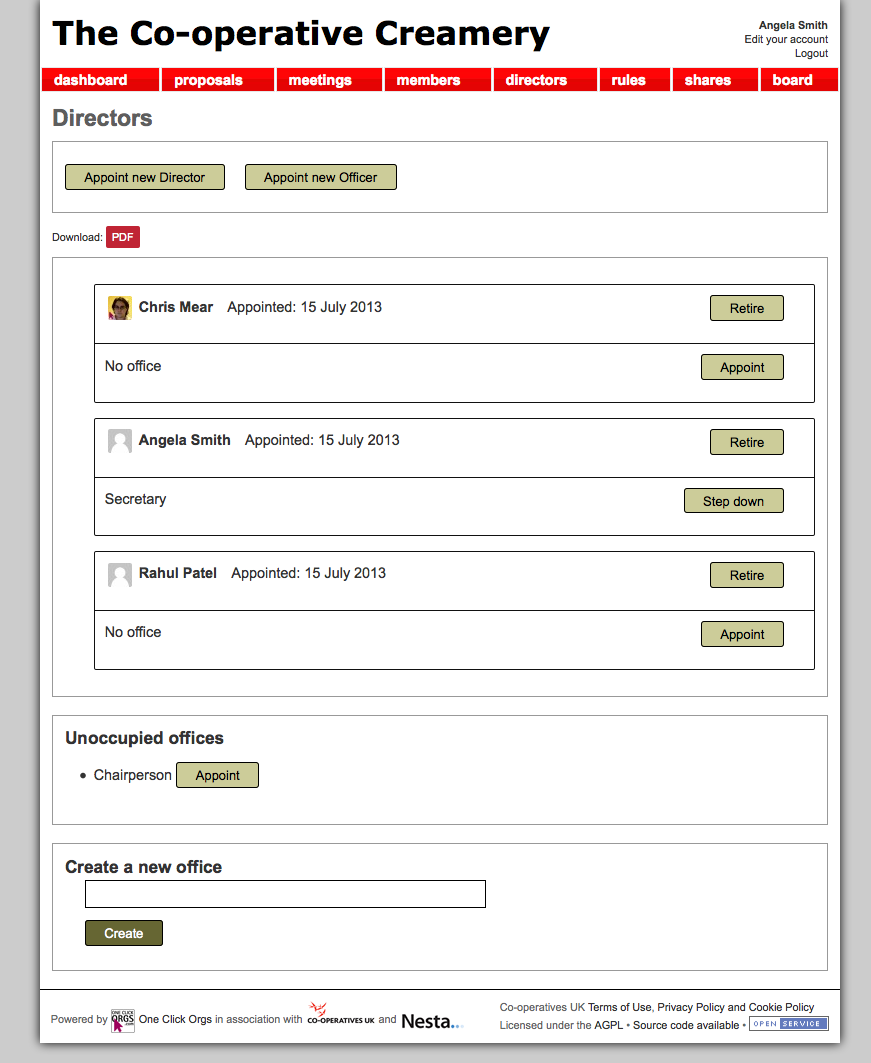 The Co-operative Creamery
Angela Smith
Edit your account
Logout
dashboard proposals meetings members directors rules shares board
Directors
Appoint new Director Appoint new Officer
Download: PDF
Chris Mear Appointed: 15 July 2013 Retire
No office Appoint
Angela Smith Appointed: 15 July 2013 Retire
Secretary Step down
Rahul Patel Appointed: 15 July 2013 Retire
No office Appoint
Unoccupied offices
• Chairperson Appoint
Create a new office
Create
Powered by ONE CLICK ORGS.com One Click Orgs in association with CO-OPERATIVES UK and Nesta...
Co-operatives UK Terms of Use, Privacy Policy and Cookie Policy
Licensed under the AGPL • Source code available • OPEN SERVICE